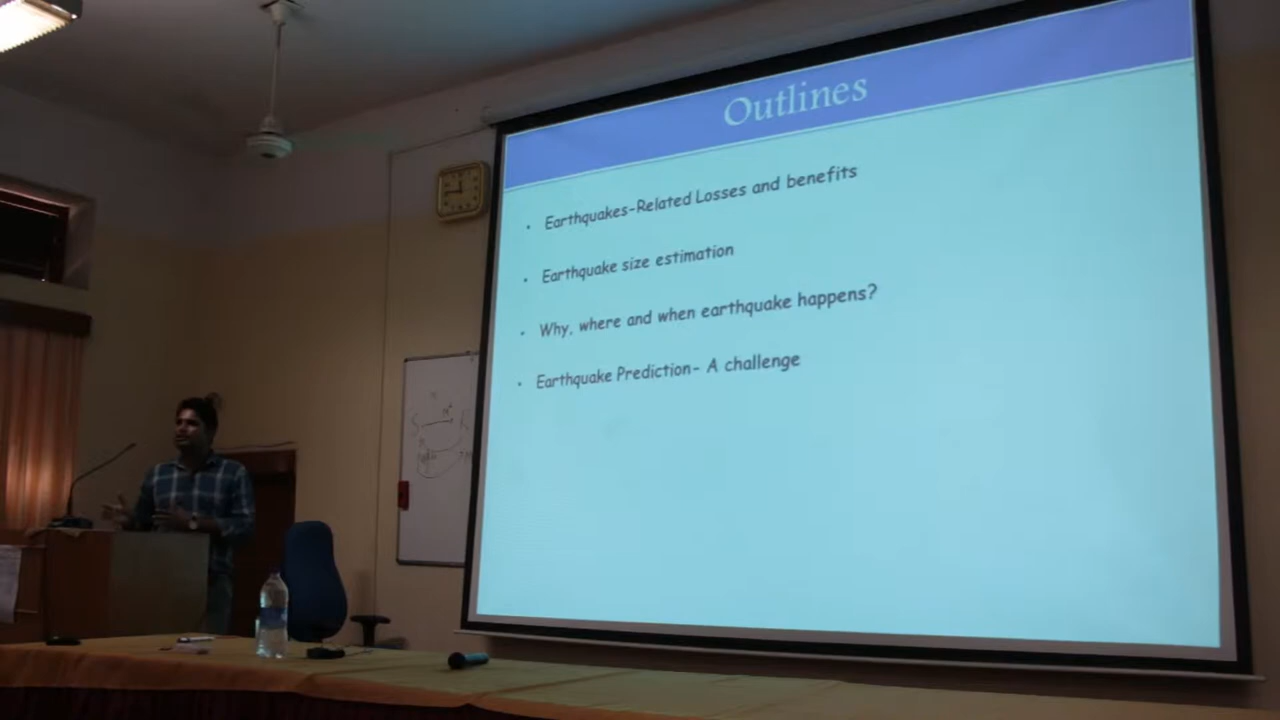 Outlines
• Earthquakes-Related Losses and benefits
• Earthquake size estimation
• Why, where and when earthquake happens?
• Earthquake Prediction- A challenge